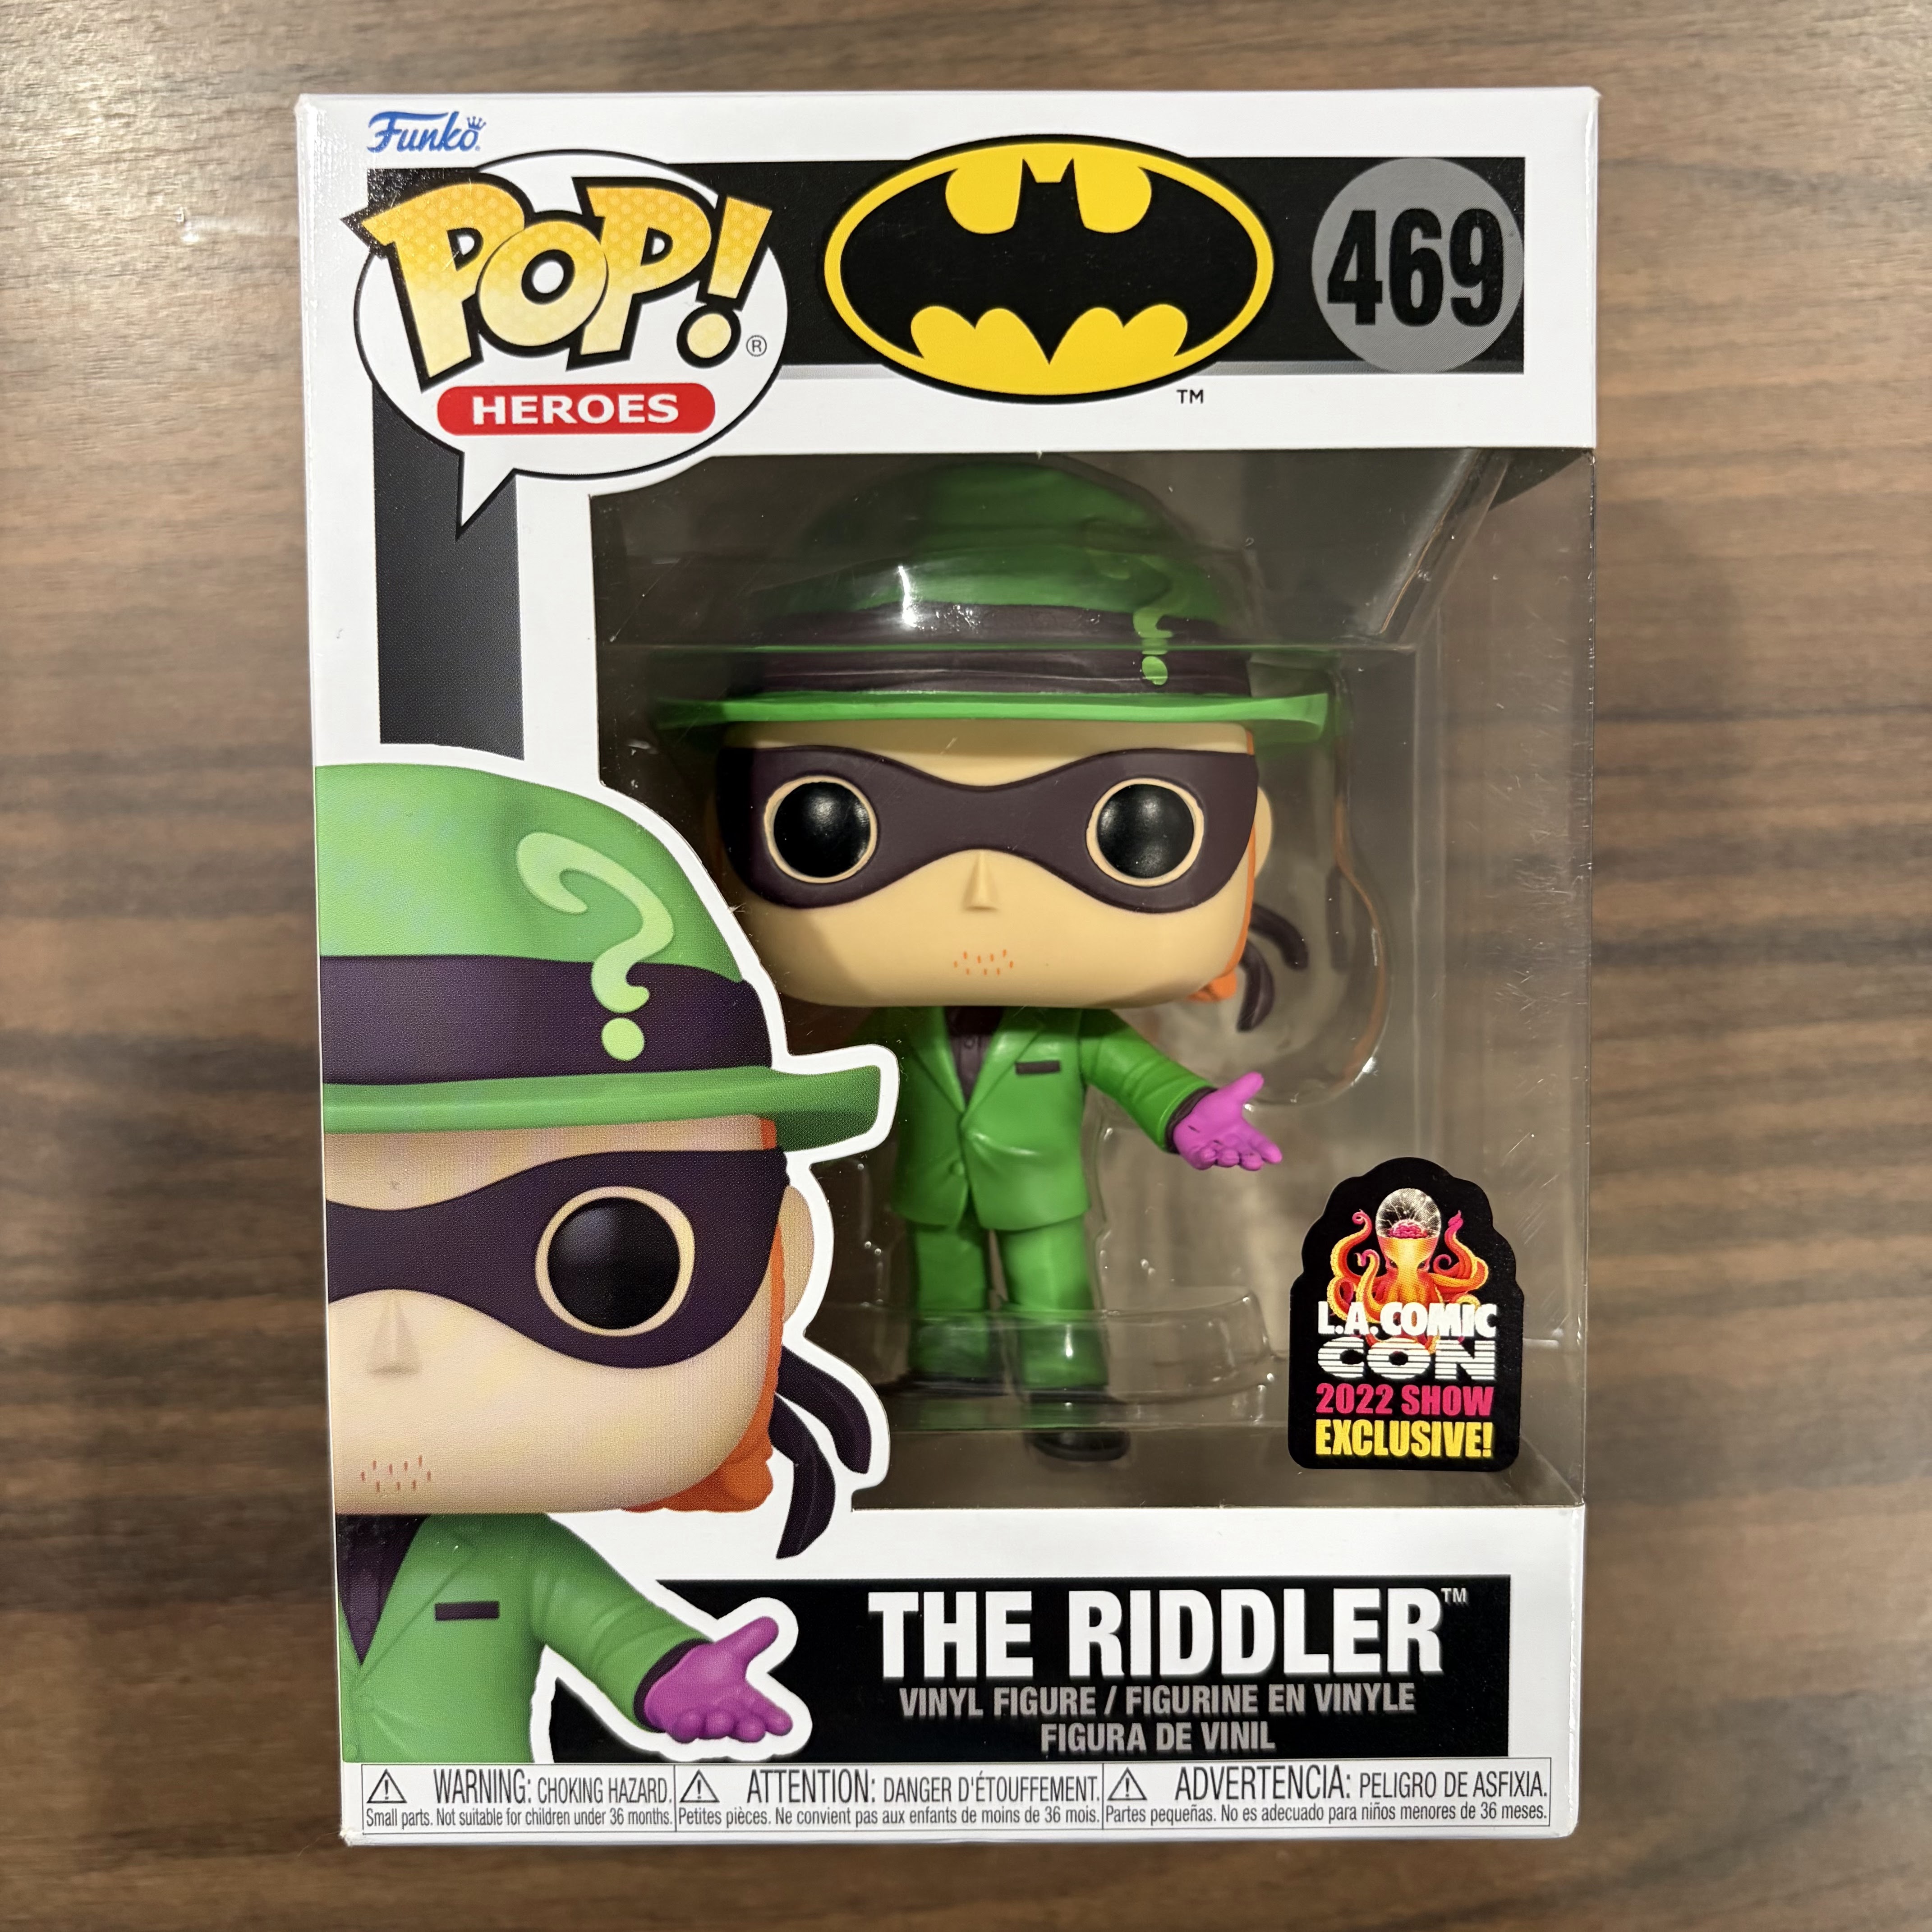 Funko
POP!®
HEROES
™
469
?
?
L.A. COMIC
CON
2022 SHOW
EXCLUSIVE!
THE RIDDLER™
VINYL FIGURE / FIGURINE EN VINYLE
FIGURA DE VINIL
WARNING: CHOKING HAZARD.
Small parts. Not suitable for children under 36 months.
ATTENTION: DANGER D'ÉTOUFFEMENT.
Petites pièces. Ne convient pas aux enfants de moins de 36 mois.
ADVERTENCIA: PELIGRO DE ASFIXIA.
Partes pequeñas. No es adecuado para niños menores de 36 meses.